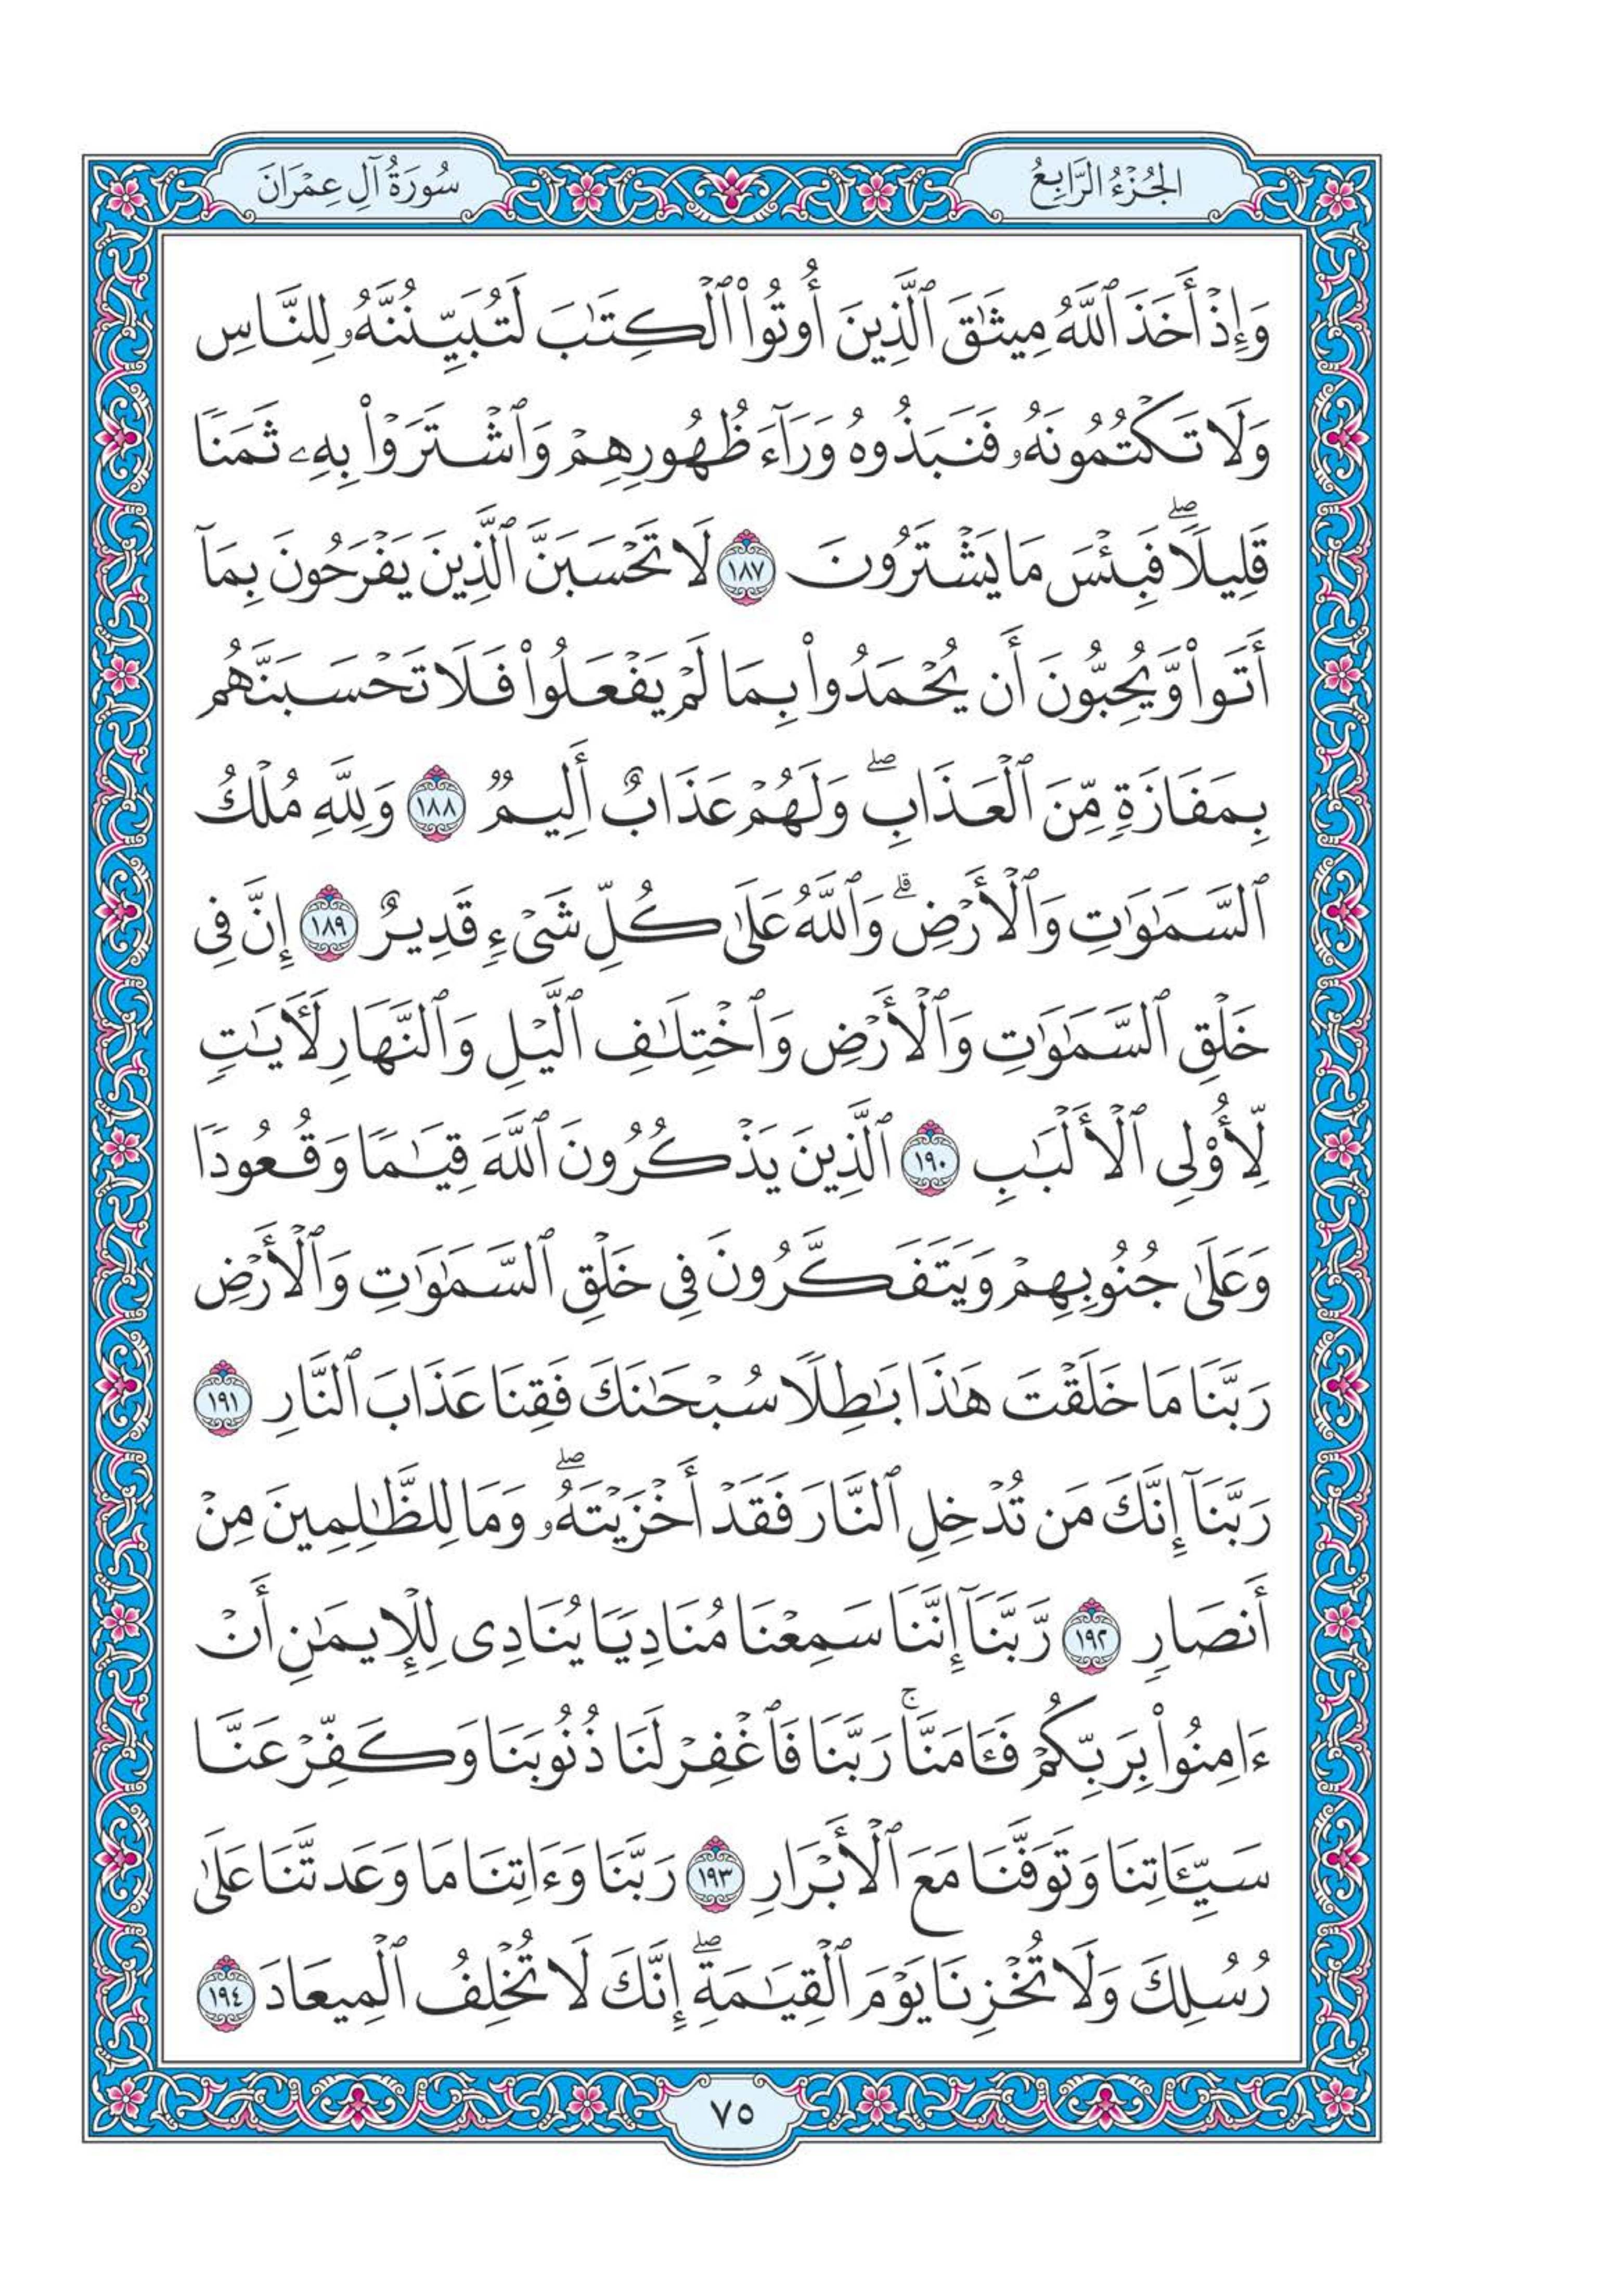 الجُزْءُ الرَّابِعُ
سُورَةُ آلِ عِمْرَانَ
وَإِذْ أَخَذَ ٱللَّهُ مِيثَٰقَ ٱلَّذِينَ أُوتُوا۟ ٱلْكِتَٰبَ لَتُبَيِّنُنَّهُۥ لِلنَّاسِ
وَلَا تَكْتُمُونَهُۥ فَنَبَذُوهُ وَرَآءَ ظُهُورِهِمْ وَٱشْتَرَوْا۟ بِهِۦ ثَمَنًا
قَلِيلًا ۖ فَبِئْسَ مَا يَشْتَرُونَ ١٨٧ لَا تَحْسَبَنَّ ٱلَّذِينَ يَفْرَحُونَ بِمَآ
أَتَوا۟ وَّيُحِبُّونَ أَن يُحْمَدُوا۟ بِمَا لَمْ يَفْعَلُوا۟ فَلَا تَحْسَبَنَّهُم
بِمَفَازَةٍ مِّنَ ٱلْعَذَابِ ۖ وَلَهُمْ عَذَابٌ أَلِيمٌ ١٨٨ وَلِلَّهِ مُلْكُ
ٱلسَّمَٰوَٰتِ وَٱلْأَرْضِ ۗ وَٱللَّهُ عَلَىٰ كُلِّ شَىْءٍ قَدِيرٌ ١٨٩ إِنَّ فِى
خَلْقِ ٱلسَّمَٰوَٰتِ وَٱلْأَرْضِ وَٱخْتِلَٰفِ ٱلَّيْلِ وَٱلنَّهَارِ لَءَايَٰتٍ
لِّأُو۟لِى ٱلْأَلْبَٰبِ ١٩٠ ٱلَّذِينَ يَذْكُرُونَ ٱللَّهَ قِيَٰمًا وَقُعُودًا
وَعَلَىٰ جُنُوبِهِمْ وَيَتَفَكَّرُونَ فِى خَلْقِ ٱلسَّمَٰوَٰتِ وَٱلْأَرْضِ
رَبَّنَا مَا خَلَقْتَ هَٰذَا بَٰطِلًا سُبْحَٰنَكَ فَقِنَا عَذَابَ ٱلنَّارِ ١٩١
رَبَّنَآ إِنَّكَ مَن تُدْخِلِ ٱلنَّارَ فَقَدْ أَخْزَيْتَهُۥ ۖ وَمَا لِلظَّٰلِمِينَ مِنْ
أَنصَارٍ ١٩٢ رَّبَّنَآ إِنَّنَا سَمِعْنَا مُنَادِيًا يُنَادِى لِلْإِيمَٰنِ أَنْ
ءَامِنُوا۟ بِرَبِّكُمْ فَـَٔامَنَّا ۚ رَبَّنَا فَٱغْفِرْ لَنَا ذُنُوبَنَا وَكَفِّرْ عَنَّا
سَيِّـَٔاتِنَا وَتَوَفَّنَا مَعَ ٱلْأَبْرَارِ ١٩٣ رَبَّنَا وَءَاتِنَا مَا وَعَدتَّنَا عَلَىٰ
رُسُلِكَ وَلَا تُخْزِنَا يَوْمَ ٱلْقِيَٰمَةِ ۖ إِنَّكَ لَا تُخْلِفُ ٱلْمِيعَادَ ١٩٤
٧٥